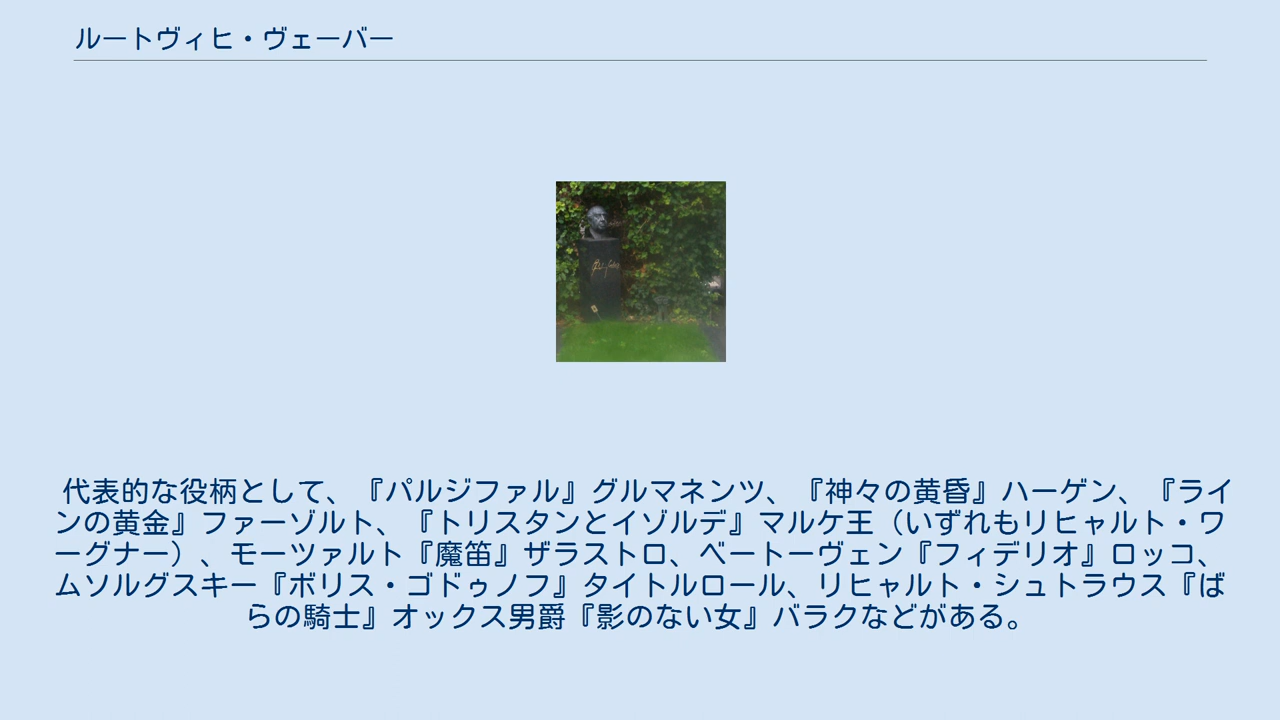 ルートヴィヒ・ヴェーバー
代表的な役柄として、『パルジファル』グルマネンツ、『神々の黄昏』ハーゲン、『ライ
ンの黄金』ファーゾルト、『トリスタンとイゾルデ』マルケ王（いずれもリヒャルト・ワ
ーグナー）、モーツァルト『魔笛』ザラストロ、ベートーヴェン『フィデリオ』ロッコ、
ムソルグスキー『ボリス・ゴドゥノフ』タイトルロール、リヒャルト・シュトラウス『ば
らの騎士』オックス男爵『影のない女』バラクなどがある。